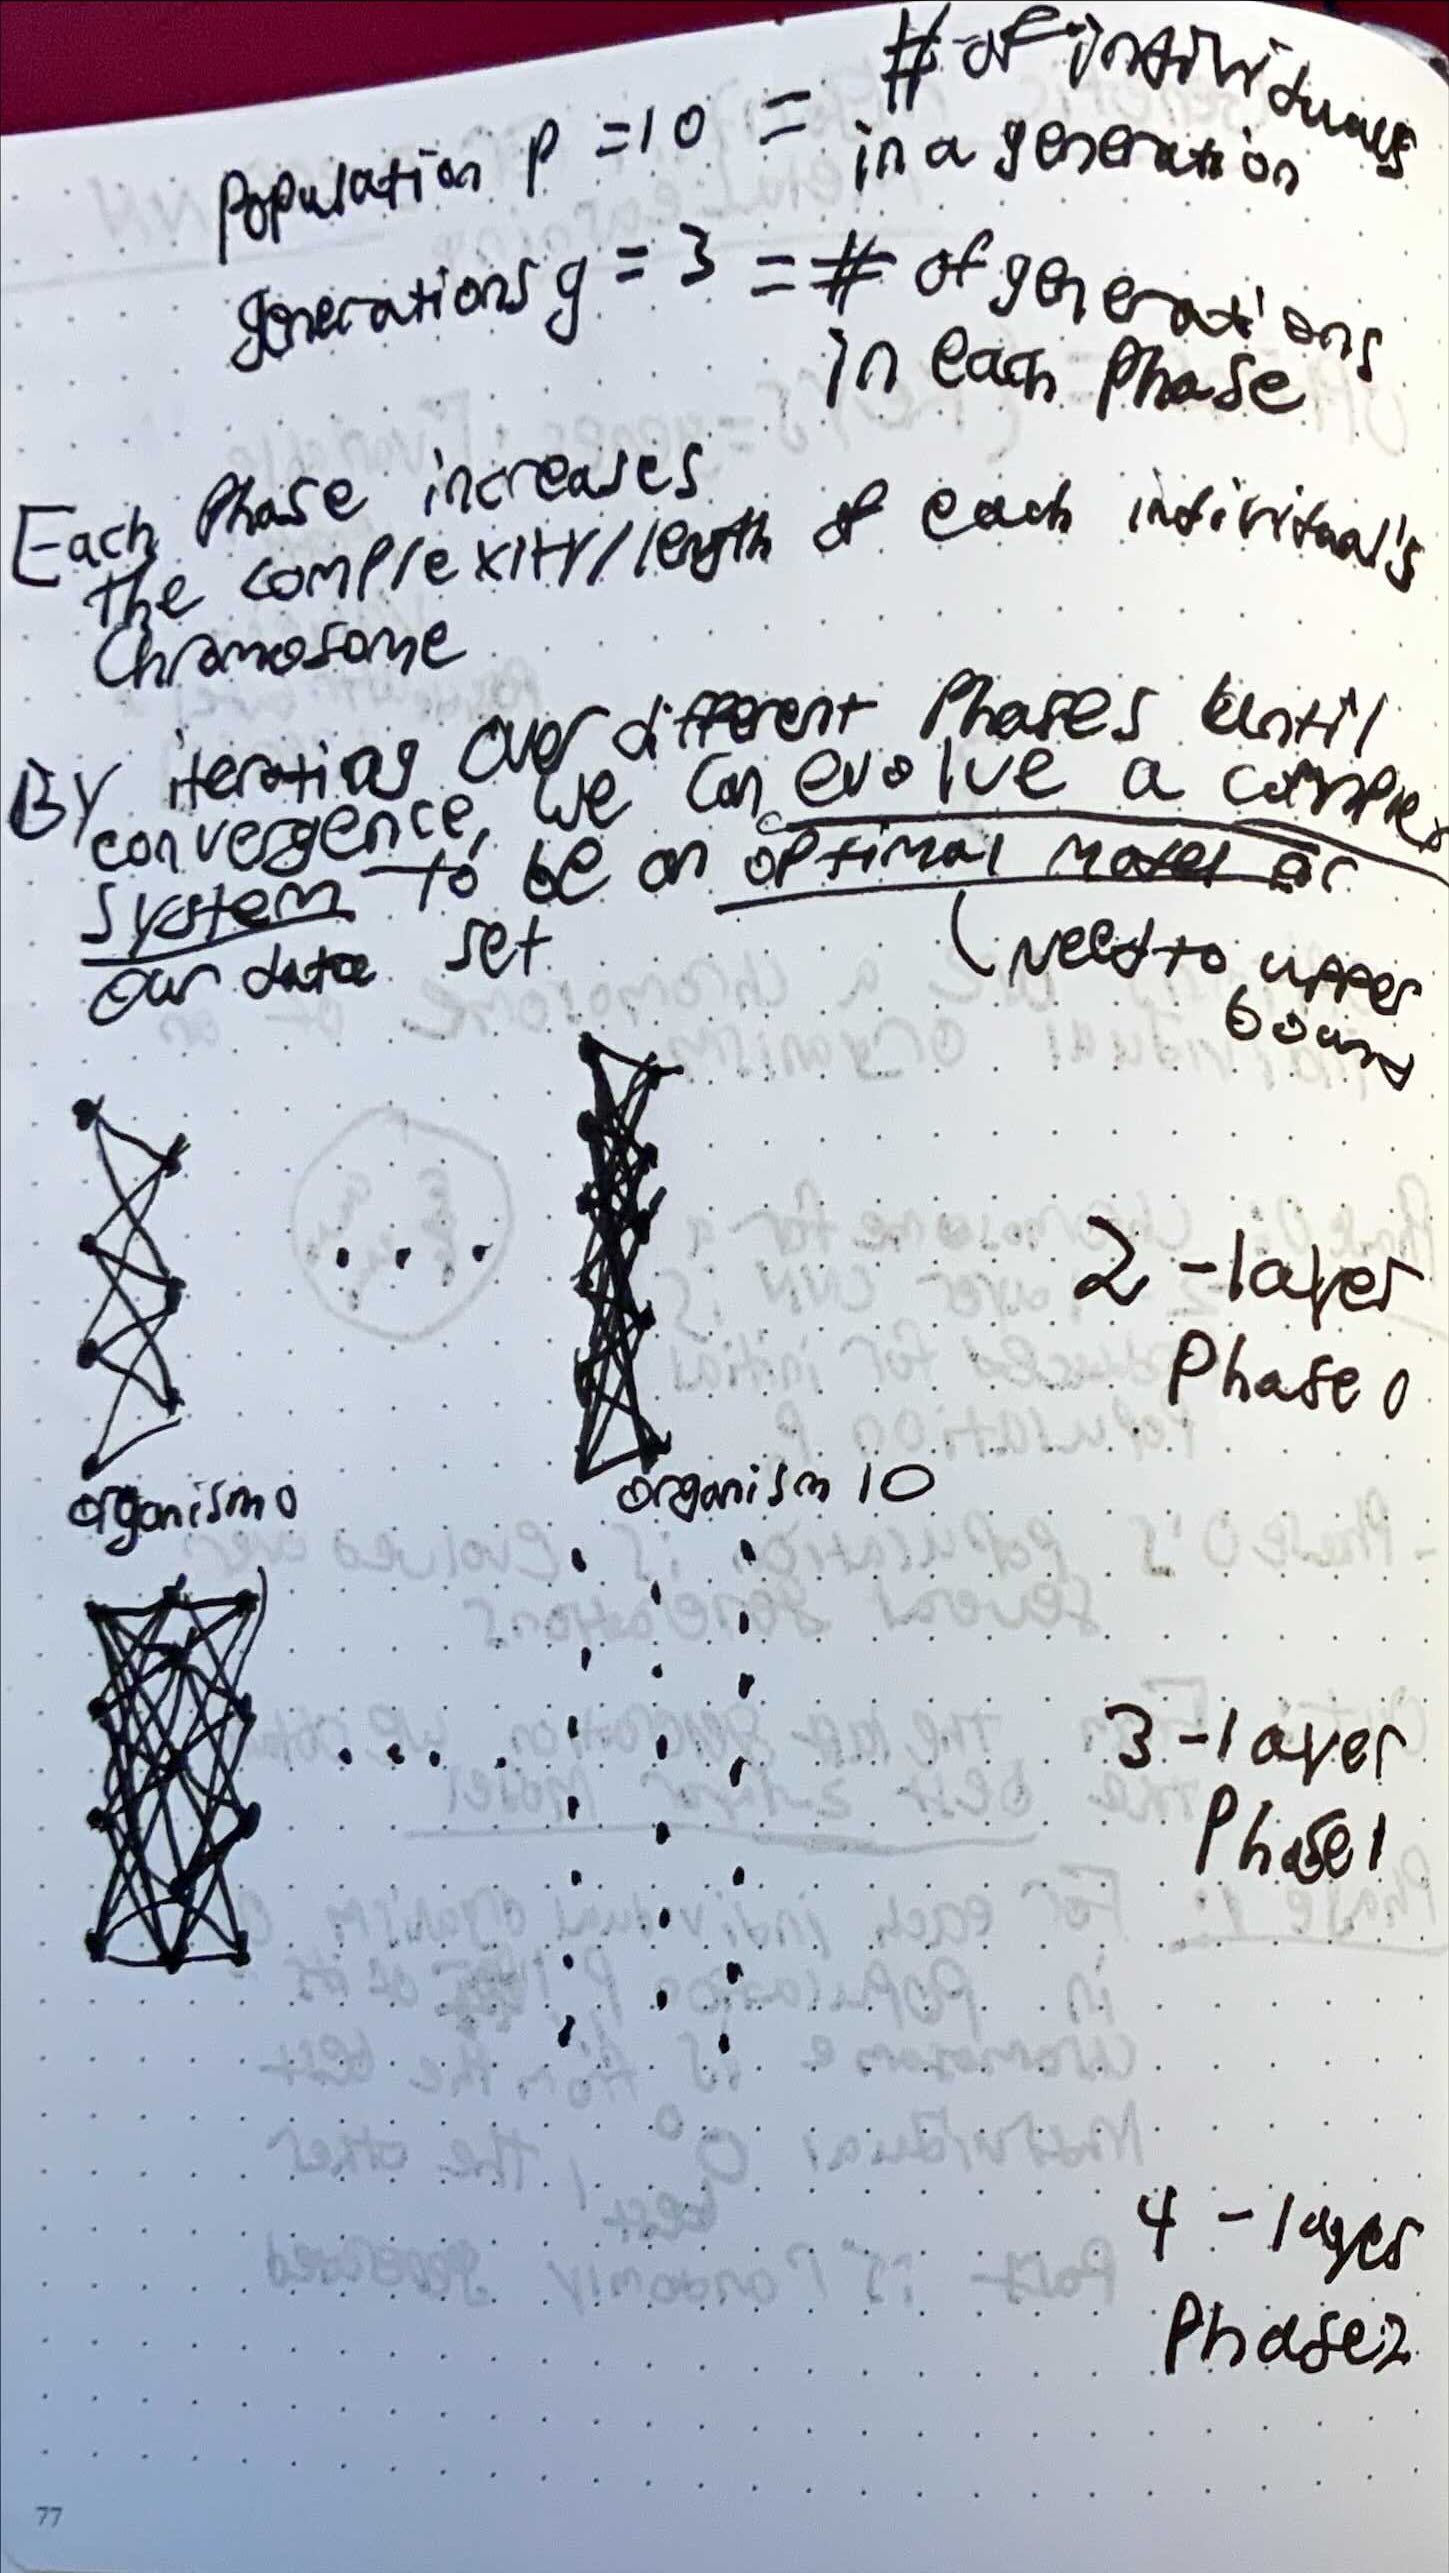 Population p = 10 = # of individuals
in a generation
generations g = 3 = # of generations
in each phase
Each phase increases
the complexity/length of each individual's
chromosome
By iterating over different phases until
convergence, we can evolve a complex
system to be an optimal model for
our data set
(need to upper
bound
2-layer
Phase 0
organism 0
organism 10
3-layer
Phase 1
4-layer
Phase 2
77